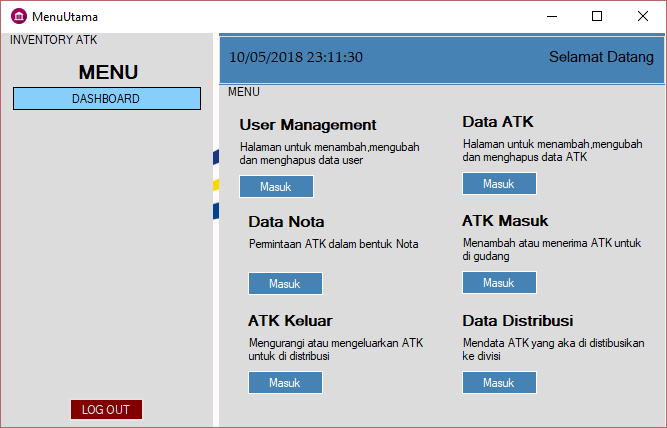 MenuUtama
INVENTORY ATK
MENU
DASHBOARD
LOG OUT
10/05/2018 23:11:30
Selamat Datang
MENU
User Management
Halaman untuk menambah,mengubah
dan menghapus data user
Masuk
Data ATK
Halaman untuk menambah,mengubah
dan menghapus data ATK
Masuk
Data Nota
Permintaan ATK dalam bentuk Nota
Masuk
ATK Masuk
Menambah atau menerima ATK untuk
di gudang
Masuk
ATK Keluar
Mengurangi atau mengeluarkan ATK
untuk di distribusi
Masuk
Data Distribusi
Mendata ATK yang aka di distibusikan
ke divisi
Masuk